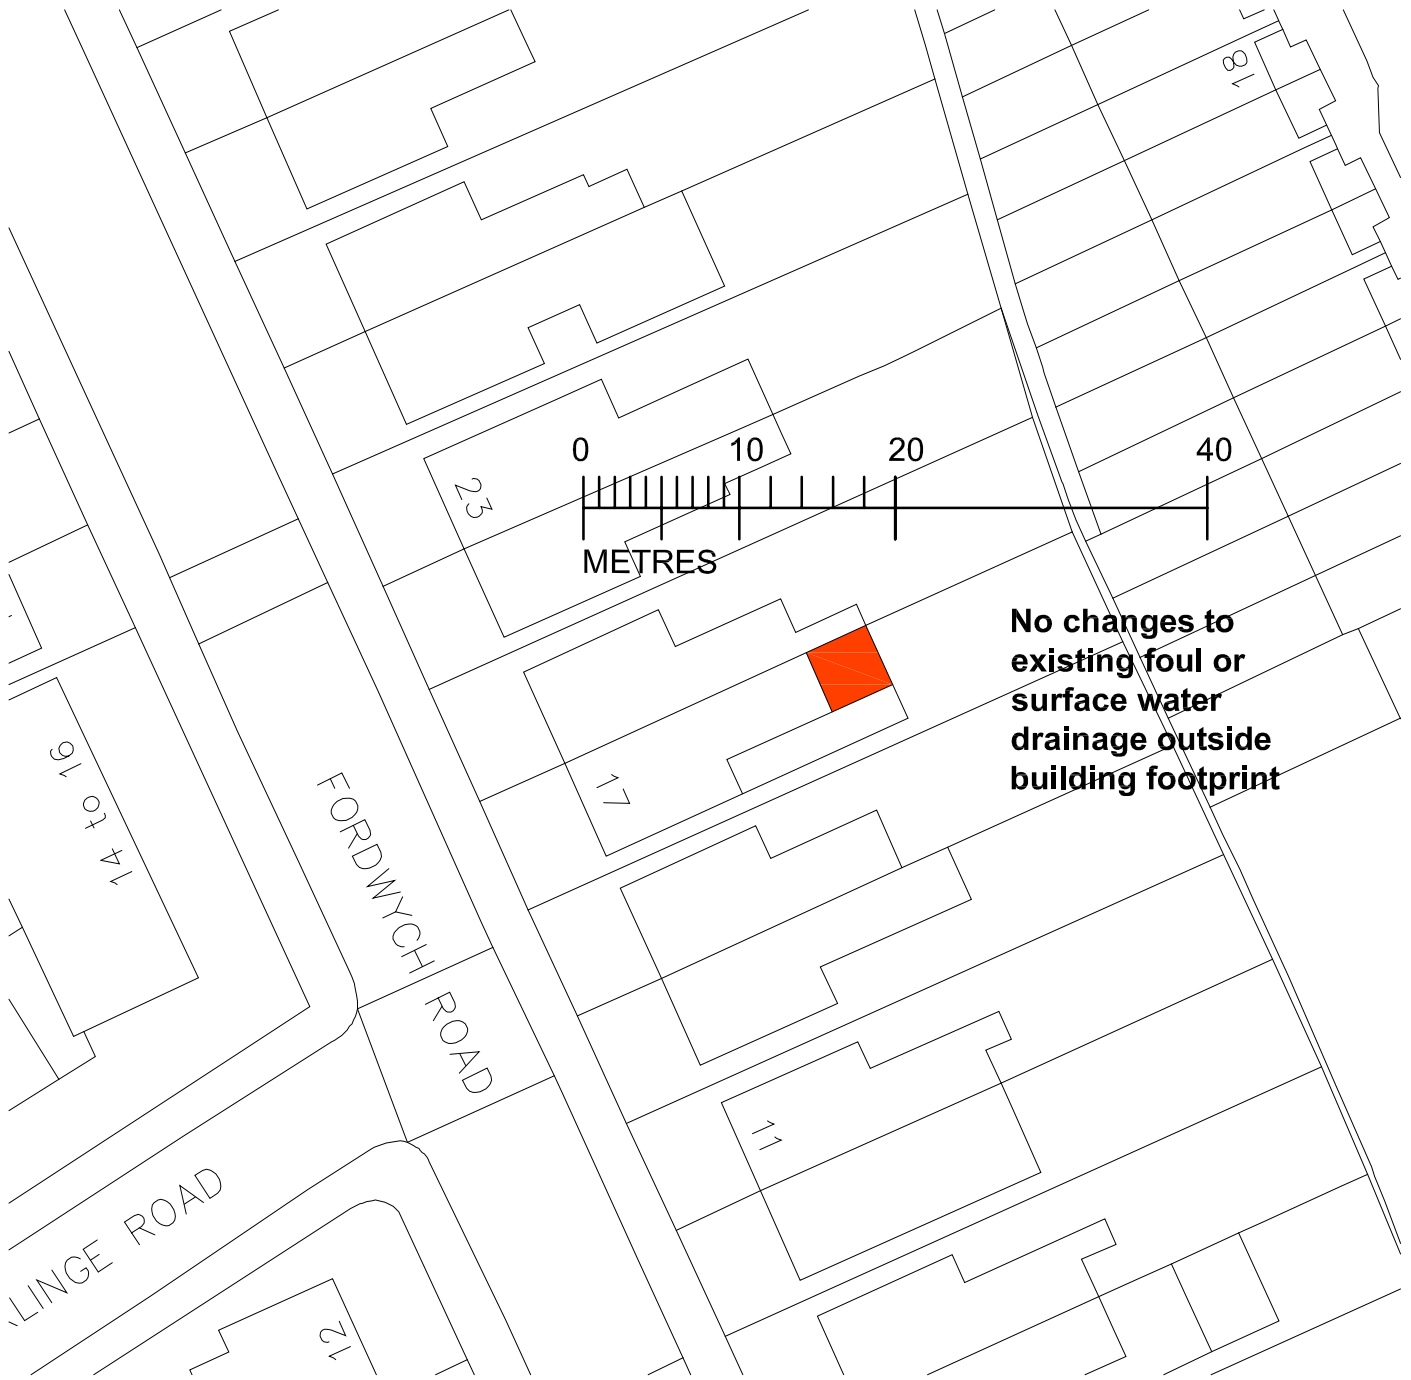 18
0 10 20 40
METRES
23
No changes to
existing foul or
surface water
drainage outside
building footprint
17
14 to 16
FORDWYCH ROAD
11
LINGE ROAD
12